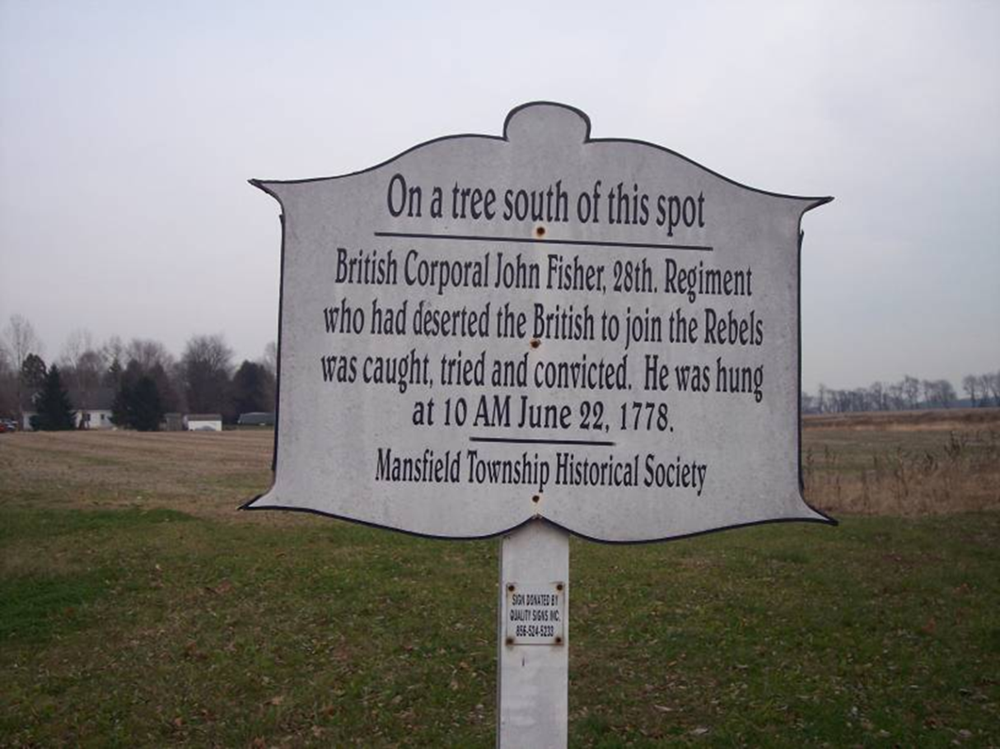 On a tree south of this spot
British Corporal John Fisher, 28th. Regiment
who had deserted the British to join the Rebels
was caught, tried and convicted. He was hung
at 10 AM June 22, 1778.
Mansfield Township Historical Society
SIGN DONATED BY
QUALITY SIGNS INC.
856-524-5233